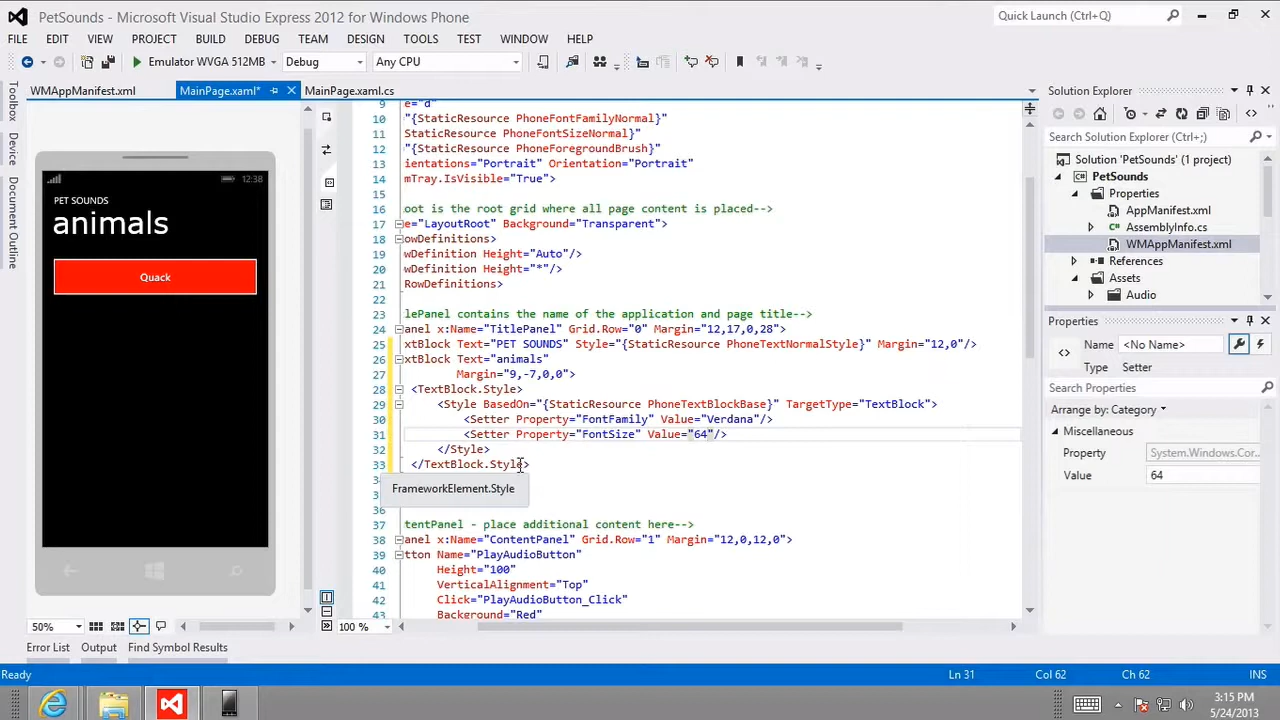 PetSounds - Microsoft Visual Studio Express 2012 for Windows Phone
Quick Launch (Ctrl+Q)
FILE EDIT VIEW PROJECT BUILD DEBUG TEAM FORMAT DESIGN TOOLS TEST WINDOW HELP
Emulator WVGA 512MB Debug Any CPU
WMAppManifest.xml MainPage.xaml* MainPage.xaml.cs
Toolbox
Device
Document Outline
12:38
PET SOUNDS
animals
Quack
50%
9 e="d"
10 "{StaticResource PhoneFontFamilyNormal}"
11 StaticResource PhoneFontSizeNormal}"
12 "{StaticResource PhoneForegroundBrush}"
13 ientations="Portrait" Orientation="Portrait"
14 mTray.IsVisible="True">
15
16 oot is the root grid where all page content is placed-->
17 e="LayoutRoot" Background="Transparent">
18 owDefinitions>
19 wDefinition Height="Auto"/>
20 wDefinition Height="*"/>
21 RowDefinitions>
22
23 lePanel contains the name of the application and page title-->
24 anel x:Name="TitlePanel" Grid.Row="0" Margin="12,17,0,28">
25 xtBlock Text="PET SOUNDS" Style="{StaticResource PhoneTextNormalStyle}" Margin="12,0"/>
26 xtBlock Text="animals"
27 Margin="9,-7,0,0">
28 <TextBlock.Style>
29 <Style BasedOn="{StaticResource PhoneTextBlockBase}" TargetType="TextBlock">
30 <Setter Property="FontFamily" Value="Verdana"/>
31 <Setter Property="FontSize" Value="64"/>
32 </Style>
33 </TextBlock.Style>
FrameworkElement.Style
36
37 tentPanel - place additional content here-->
38 anel x:Name="ContentPanel" Grid.Row="1" Margin="12,0,12,0">
39 tton Name="PlayAudioButton"
40 Height="100"
41 VerticalAlignment="Top"
42 Click="PlayAudioButton_Click"
43 Background="Red"
100 %
Solution Explorer
Search Solution Explorer (Ctrl+;)
Solution 'PetSounds' (1 project)
PetSounds
Properties
AppManifest.xml
AssemblyInfo.cs
WMAppManifest.xml
References
Assets
Audio
Properties
Name <No Name>
Type Setter
Search Properties
Arrange by: Category
Miscellaneous
Property System.Windows.Cor
Value 64
Error List Output Find Symbol Results
Ready Ln 31 Col 62 Ch 62 INS
3:15 PM
5/24/2013